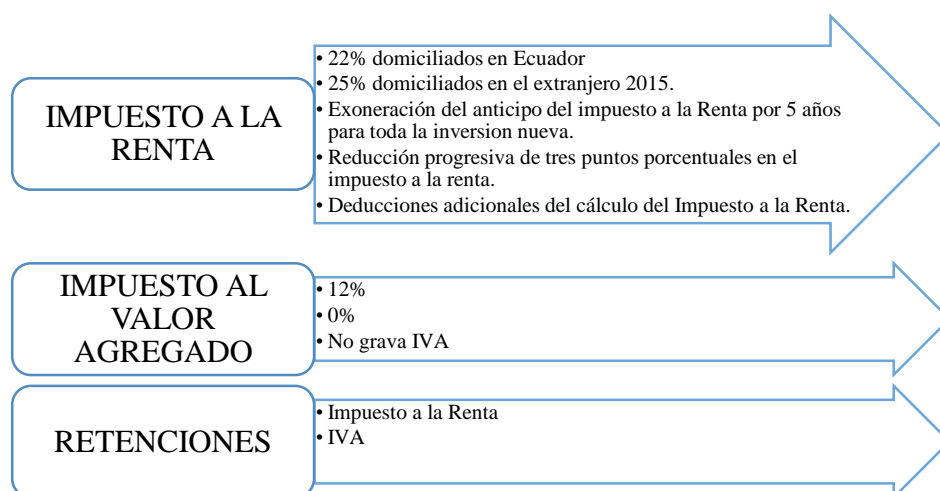 IMPUESTO A LA
RENTA
• 22% domiciliados en Ecuador
• 25% domiciliados en el extranjero 2015.
• Exoneración del anticipo del impuesto a la Renta por 5 años
para toda la inversion nueva.
• Reducción progresiva de tres puntos porcentuales en el
impuesto a la renta.
• Deducciones adicionales del cálculo del Impuesto a la Renta.
IMPUESTO AL
VALOR
AGREGADO
• 12%
• 0%
• No grava IVA
RETENCIONES
• Impuesto a la Renta
• IVA